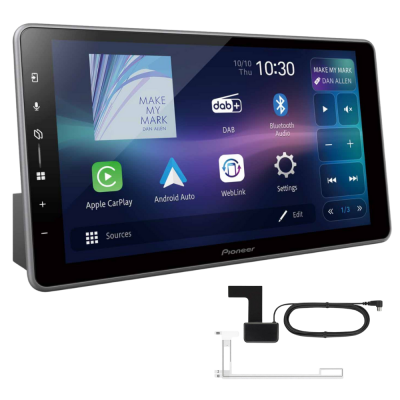 10/10
Thu
10:30
MAKE MY MARK
DAN ALLEN
MAKE
MY
MARK
DAN ALLEN
dab+
DAB
Bluetooth
Audio
Apple CarPlay
Android Auto
WebLink
Settings
1/3
Sources
Edit
Pioneer